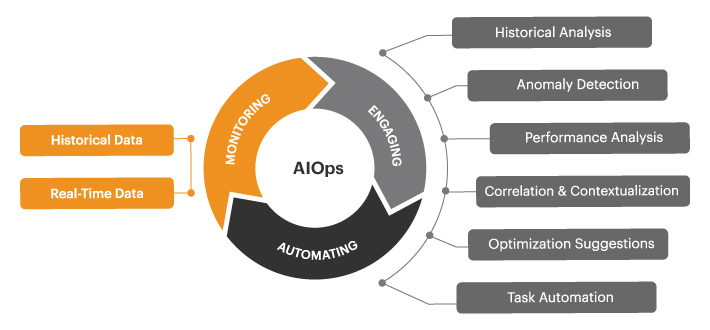 Historical Data
Real-Time Data
MONITORING
ENGAGING
AUTOMATING
AIOps
Historical Analysis
Anomaly Detection
Performance Analysis
Correlation & Contextualization
Optimization Suggestions
Task Automation